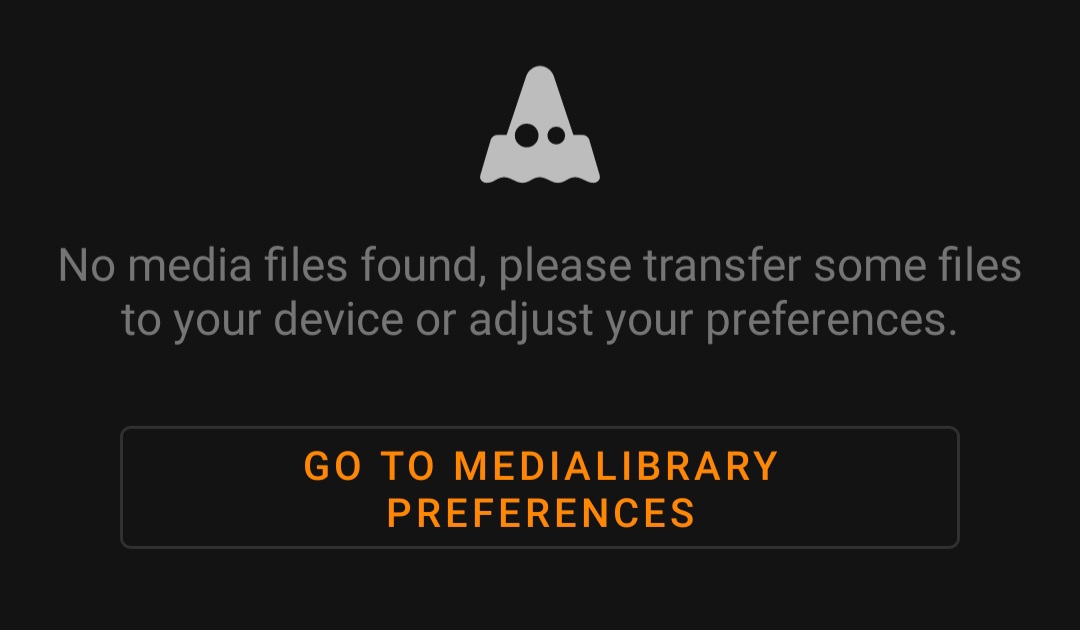 No media files found, please transfer some files
to your device or adjust your preferences.
GO TO MEDIALIBRARY
PREFERENCES